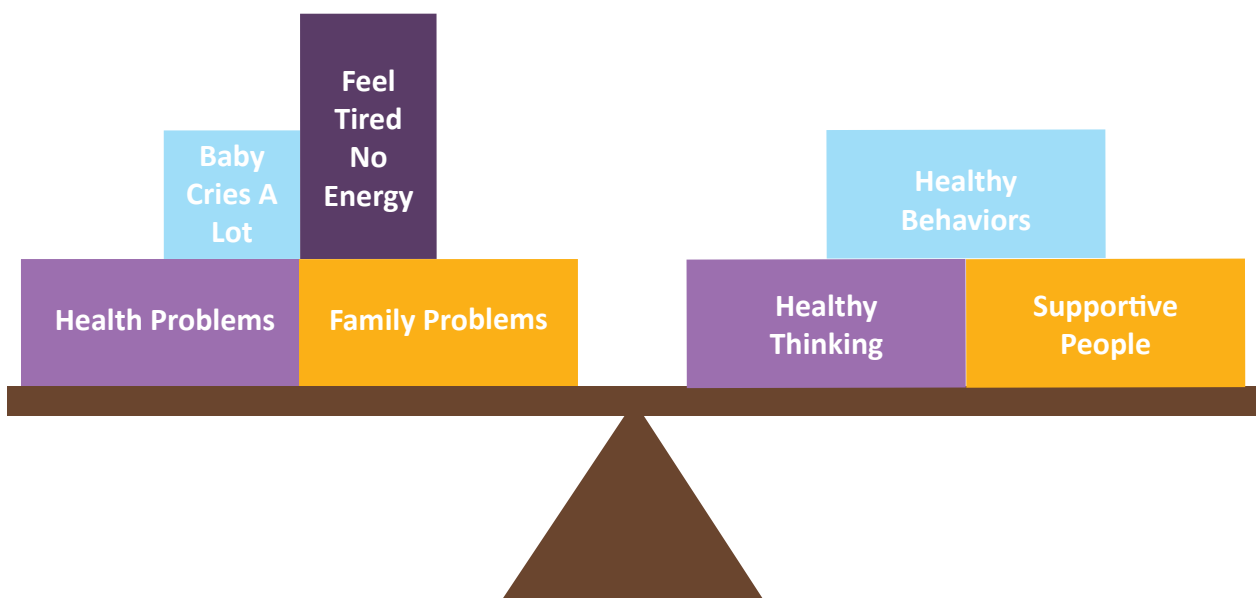 Feel
Tired
No
Energy
Baby
Cries A
Lot
Health Problems
Family Problems
Healthy
Behaviors
Healthy
Thinking
Supportive
People